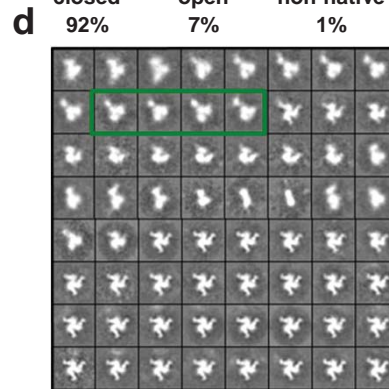 closed open non-native
d 92% 7% 1%